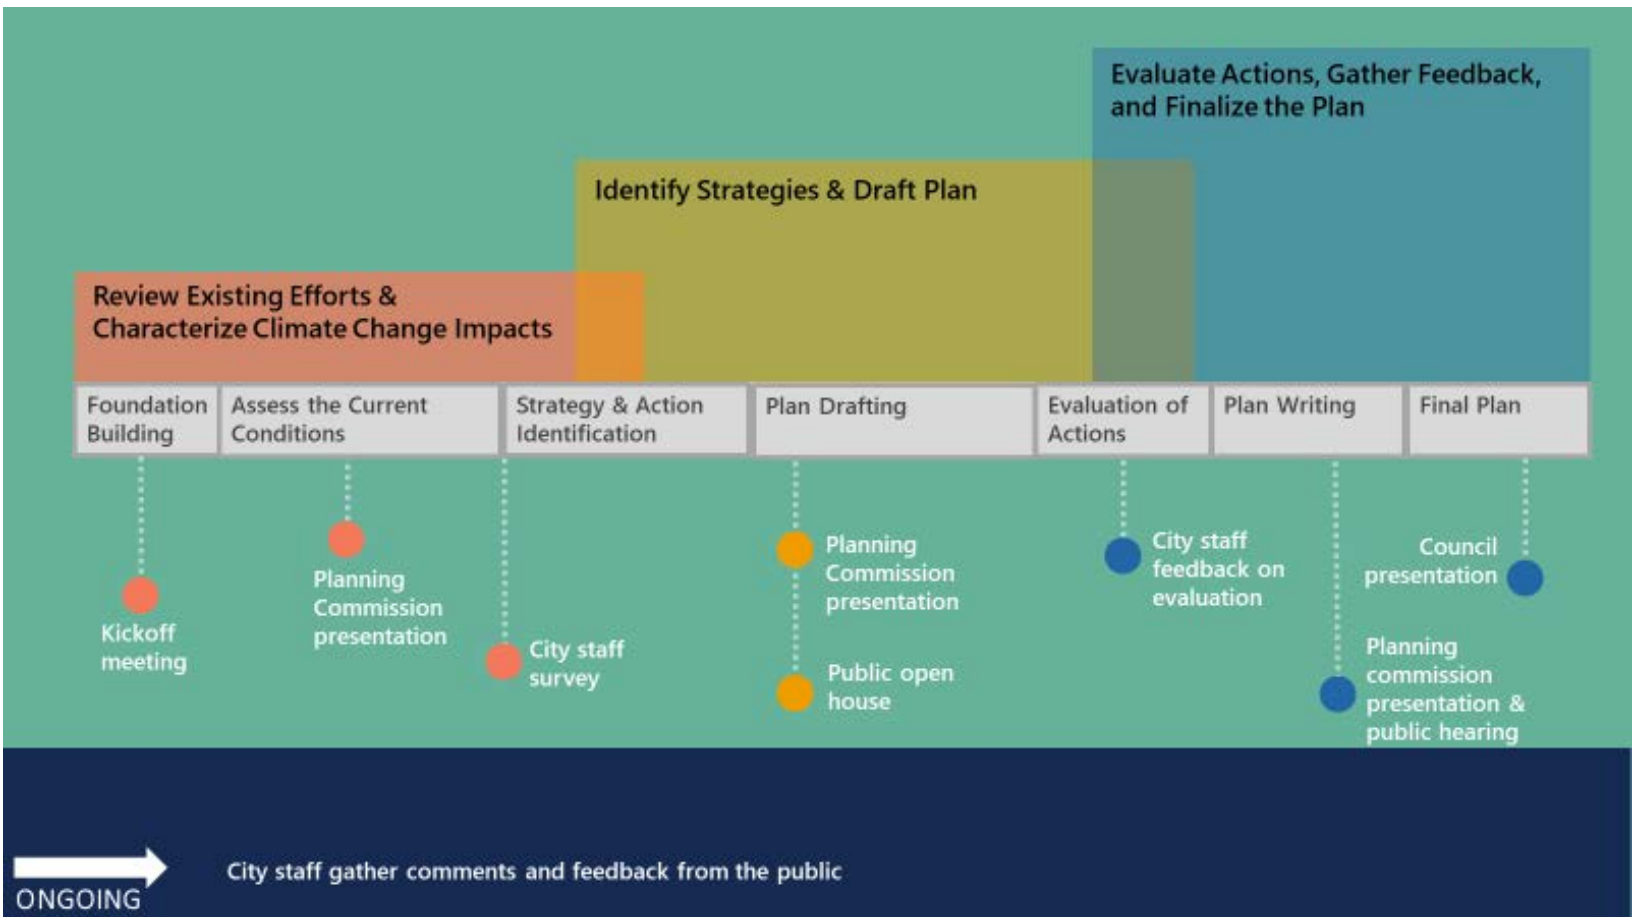 Evaluate Actions, Gather Feedback,
and Finalize the Plan
Identify Strategies & Draft Plan
Review Existing Efforts &
Characterize Climate Change Impacts
Foundation
Building
Assess the Current
Conditions
Strategy & Action
Identification
Plan Drafting
Evaluation of
Actions
Plan Writing
Final Plan
Kickoff
meeting
Planning
Commission
presentation
City staff
survey
Planning
Commission
presentation
Public open
house
City staff
feedback on
evaluation
Planning
commission
presentation &
public hearing
Council
presentation
ONGOING
City staff gather comments and feedback from the public